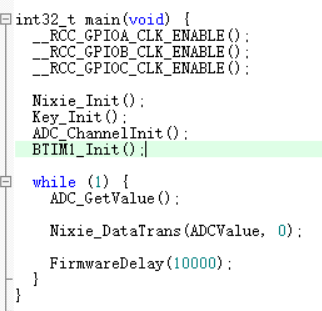 int32_t main(void) {
__RCC_GPIOA_CLK_ENABLE();
__RCC_GPIOB_CLK_ENABLE();
__RCC_GPIOC_CLK_ENABLE();
Nixie_Init();
Key_Init();
ADC_ChannelInit();
BTIM1_Init();
while (1) {
ADC_GetValue();
Nixie_DataTrans(ADCValue, 0);
FirmwareDelay(10000);
}
}